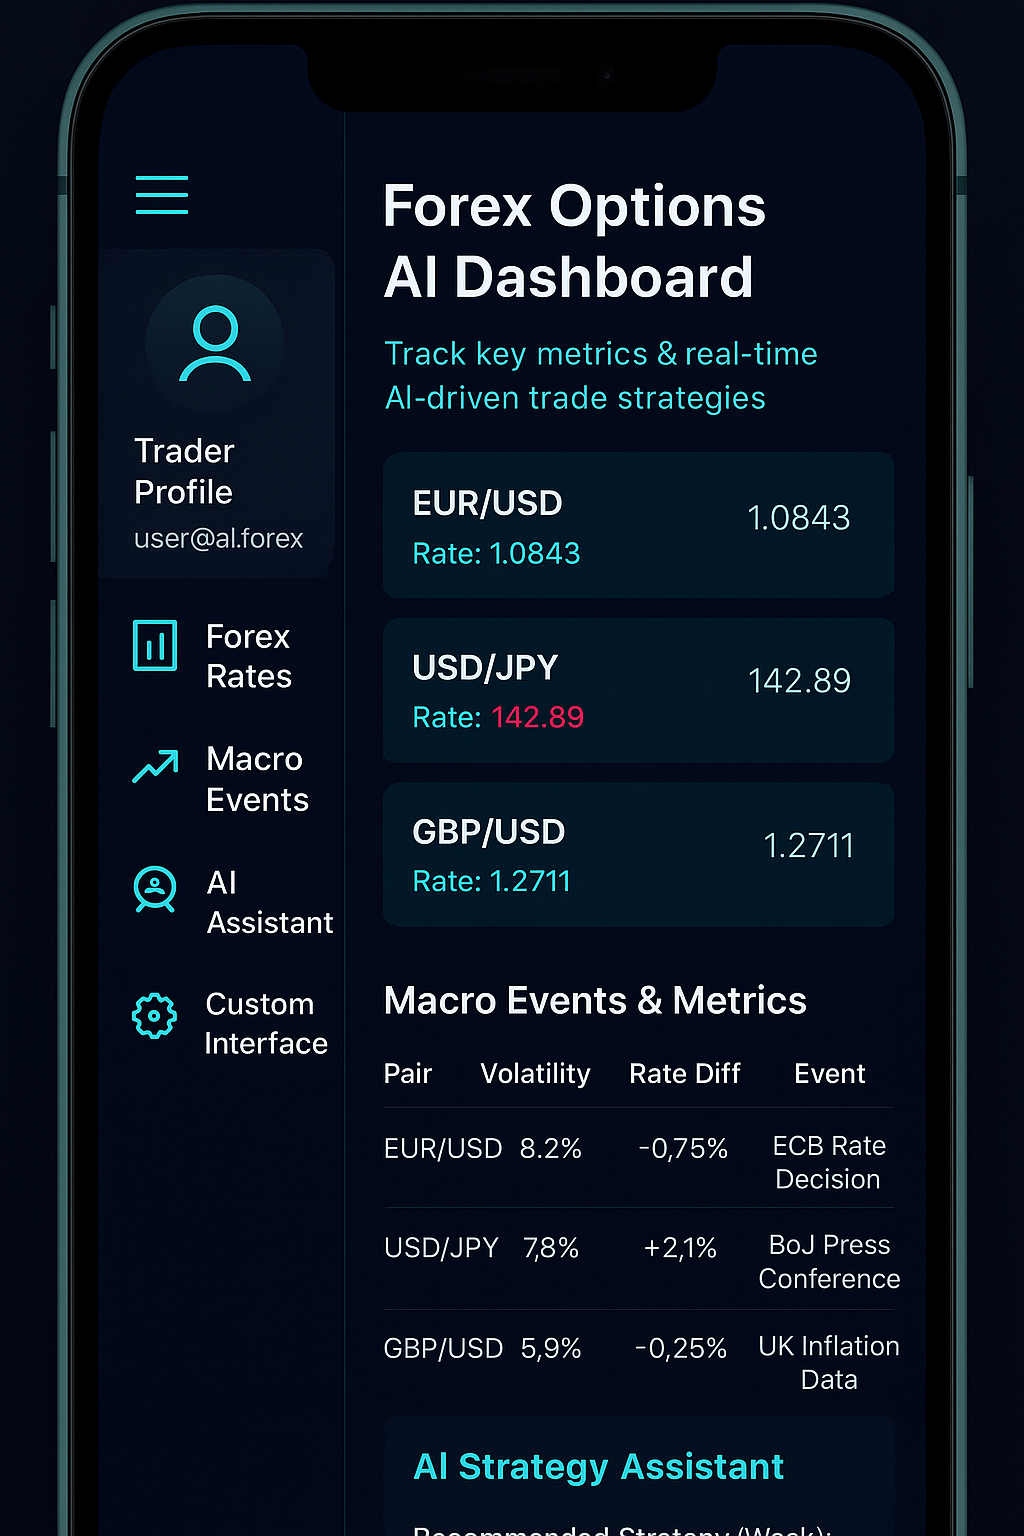 Forex Options
AI Dashboard
Track key metrics & real-time
AI-driven trade strategies
Trader
Profile
user@al.forex
Forex
Rates
Macro
Events
AI
Assistant
Custom
Interface
EUR/USD
Rate: 1.0843
1.0843
USD/JPY
Rate: 142.89
142.89
GBP/USD
Rate: 1.2711
1.2711
Macro Events & Metrics
Pair Volatility Rate Diff Event
EUR/USD 8.2% -0,75% ECB Rate
Decision
USD/JPY 7,8% +2,1% BoJ Press
Conference
GBP/USD 5,9% -0,25% UK Inflation
Data
AI Strategy Assistant
Recommended Strategy (Week):